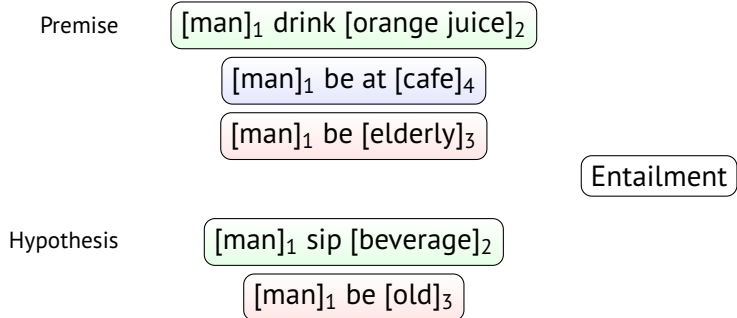 Premise [man]₁ drink [orange juice]₂
[man]₁ be at [cafe]₄
[man]₁ be [elderly]₃
Entailment
Hypothesis [man]₁ sip [beverage]₂
[man]₁ be [old]₃